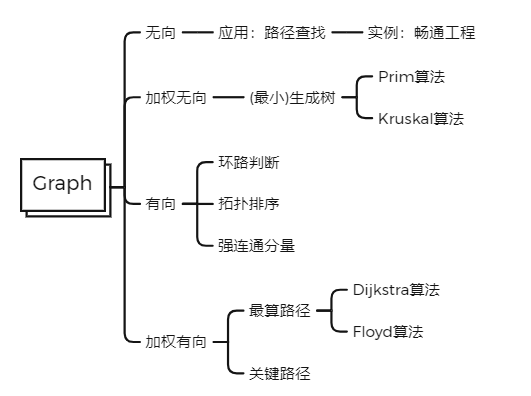 Graph
无向
应用：路径查找
实例：畅通工程
加权无向
(最小)生成树
Prim算法
Kruskal算法
有向
环路判断
拓扑排序
强连通分量
加权有向
最算路径
Dijkstra算法
Floyd算法
关键路径